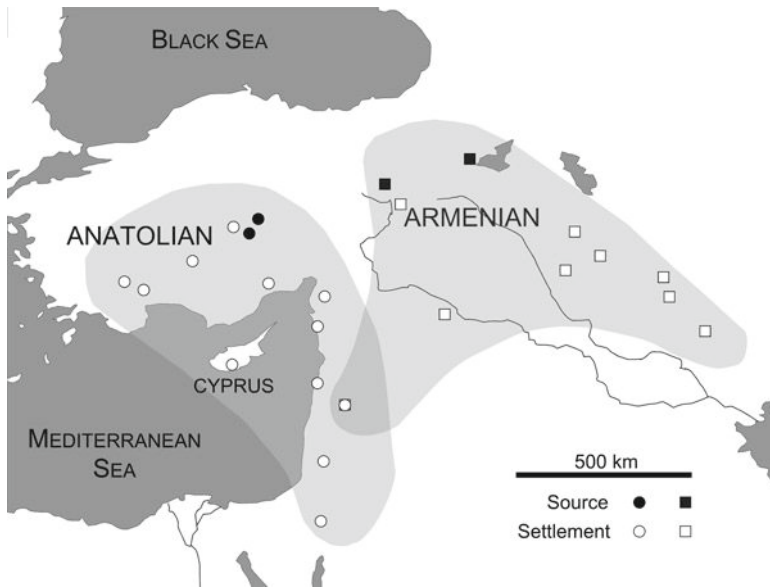 BLACK SEA
ANATOLIAN
ARMENIAN
CYPRUS
MEDITERRANEAN
SEA
500 km
Source
Settlement